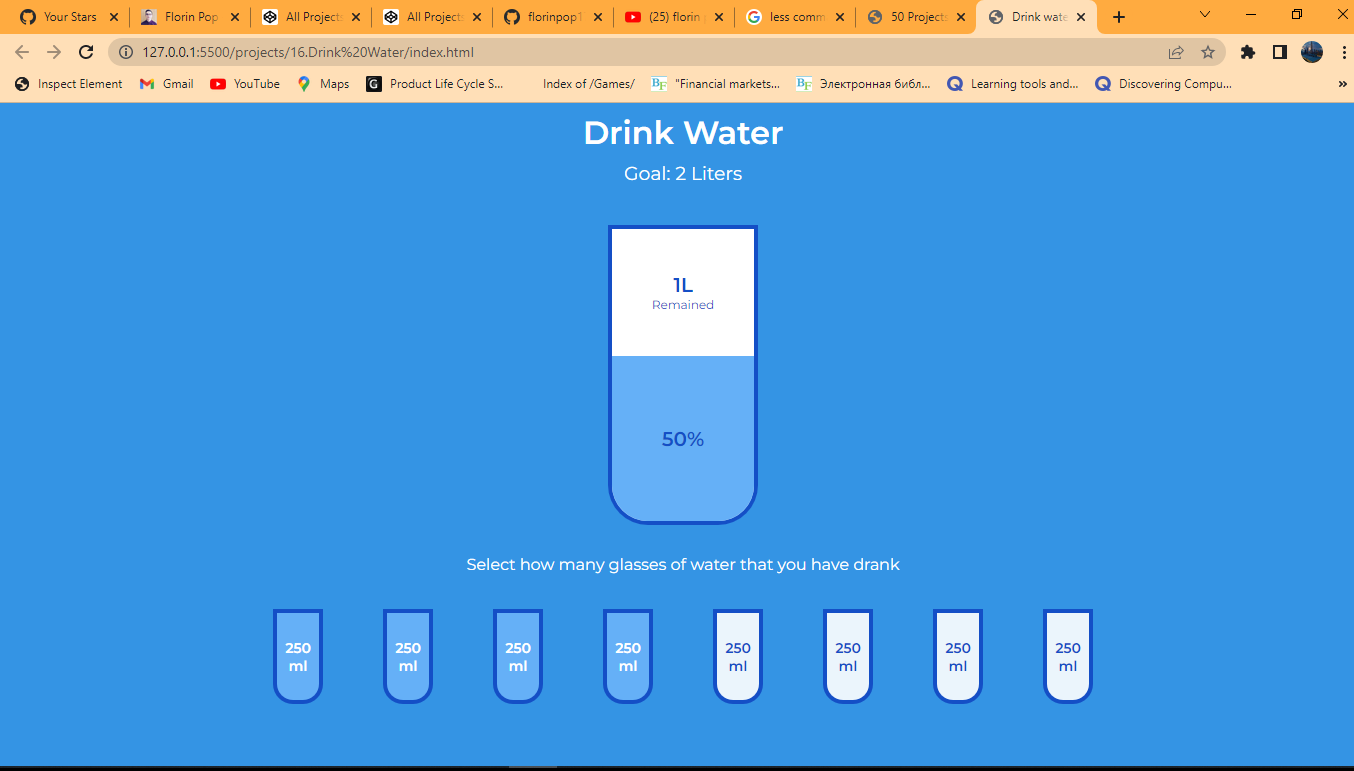 Your Stars
Florin Pop
All Projects
All Projects
florinpop1
(25) florin p
less comm
50 Projects
Drink wate
127.0.0.1:5500/projects/16.Drink%20Water/index.html
Inspect Element
Gmail
YouTube
Maps
G
Product Life Cycle S...
Index of /Games/
BF
"Financial markets...
BF
Электронная библ...
Learning tools and...
Discovering Compu...
»
Drink Water
Goal: 2 Liters
1L
Remained
50%
Select how many glasses of water that you have drank
250 250 250 250 250 250 250 250
ml ml ml ml ml ml ml ml